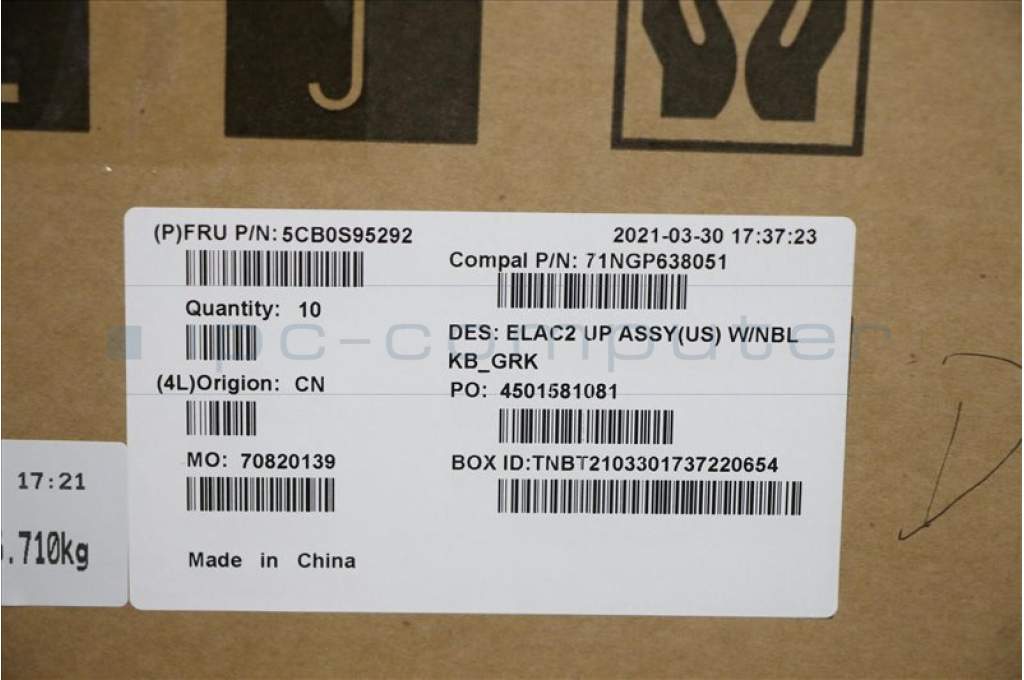 (P)FRU P/N: 5CB0S95292
2021-03-30 17:37:23
Compal P/N: 71NGP638051
Quantity: 10
DES: ELAC2 UP ASSY(US) W/NBL
KB_GRK
(4L)Origion: CN
PO: 4501581081
MO: 70820139
BOX ID:TNBT2103301737220654
Made in China
17:21
.710kg
pc-computer
D